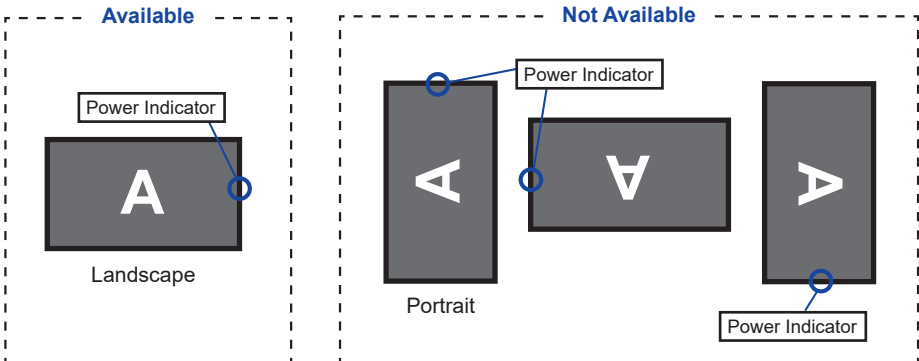 Available
Power Indicator
A
Landscape
Not Available
Power Indicator
A
A
A
Portrait
Power Indicator